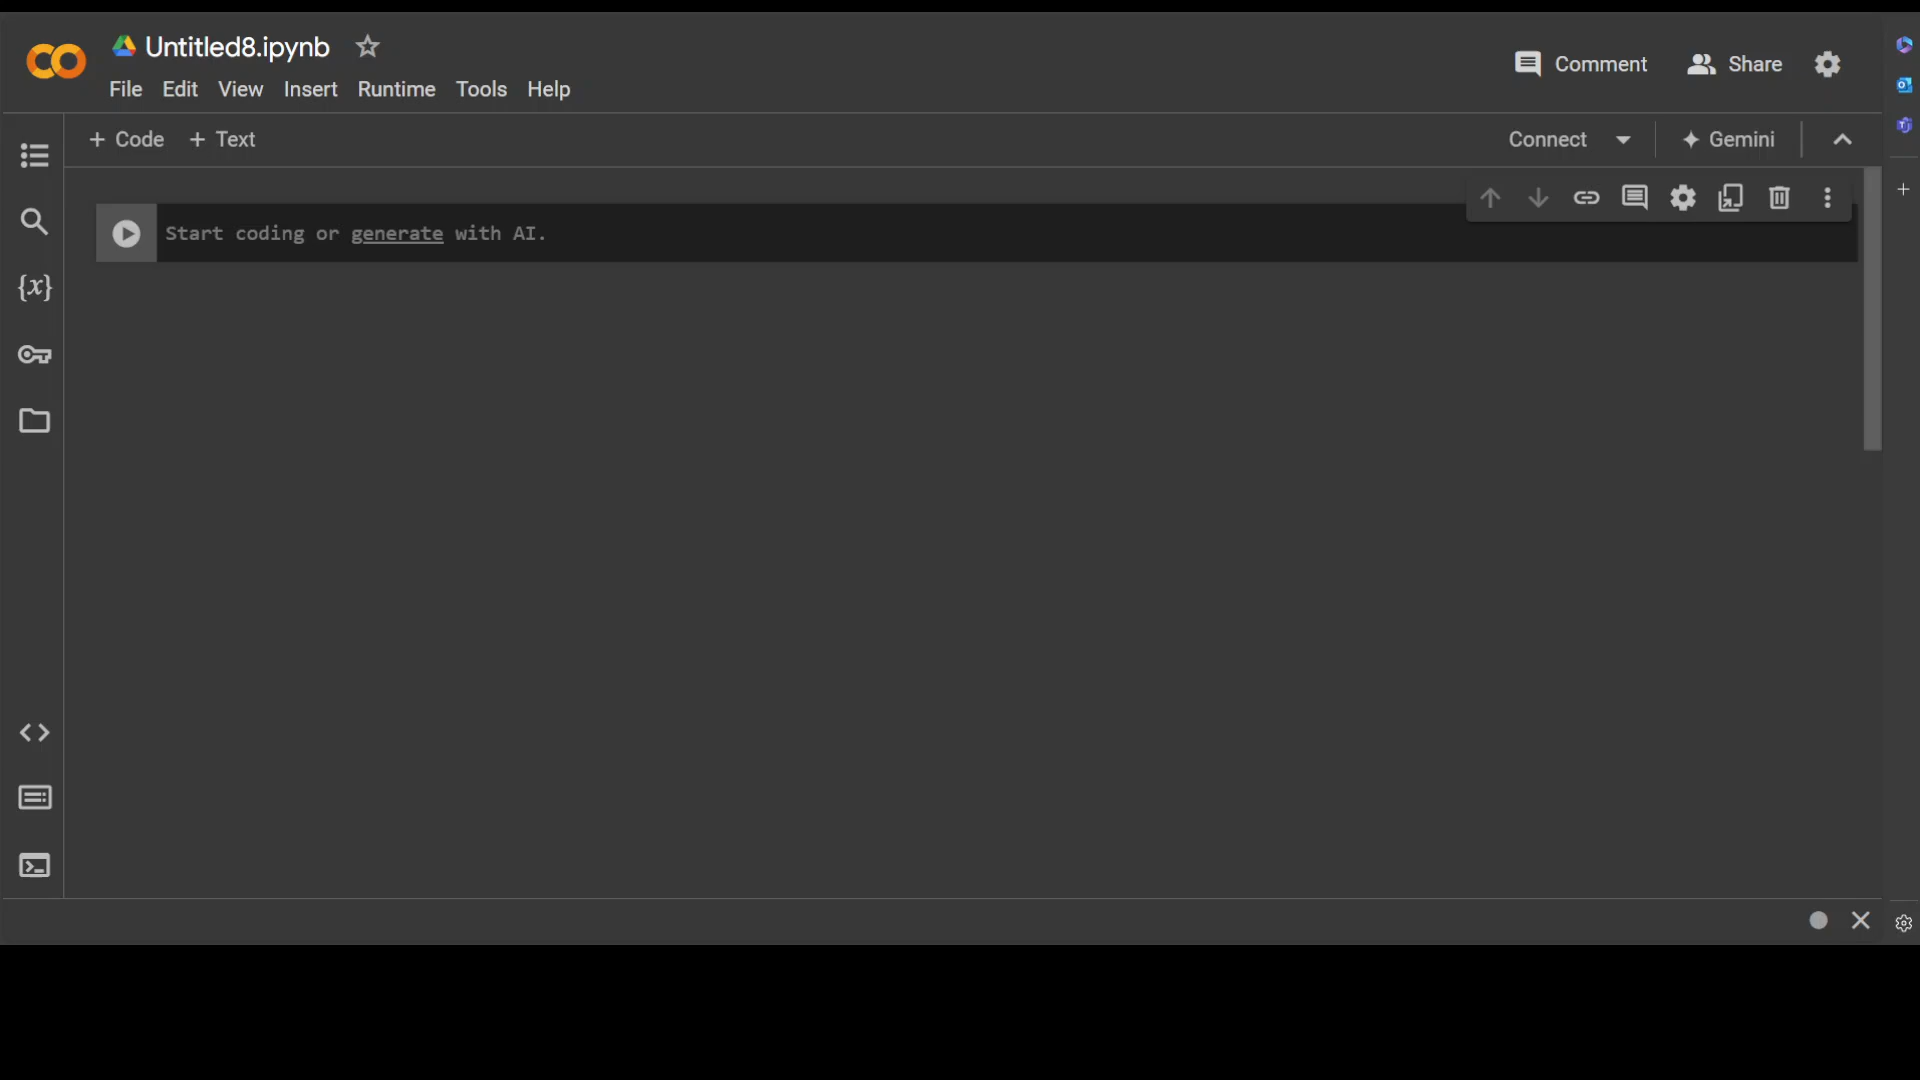 Untitled8.ipynb
File Edit View Insert Runtime Tools Help
Comment Share
+ Code + Text
Connect Gemini
Start coding or generate with AI.
{x}